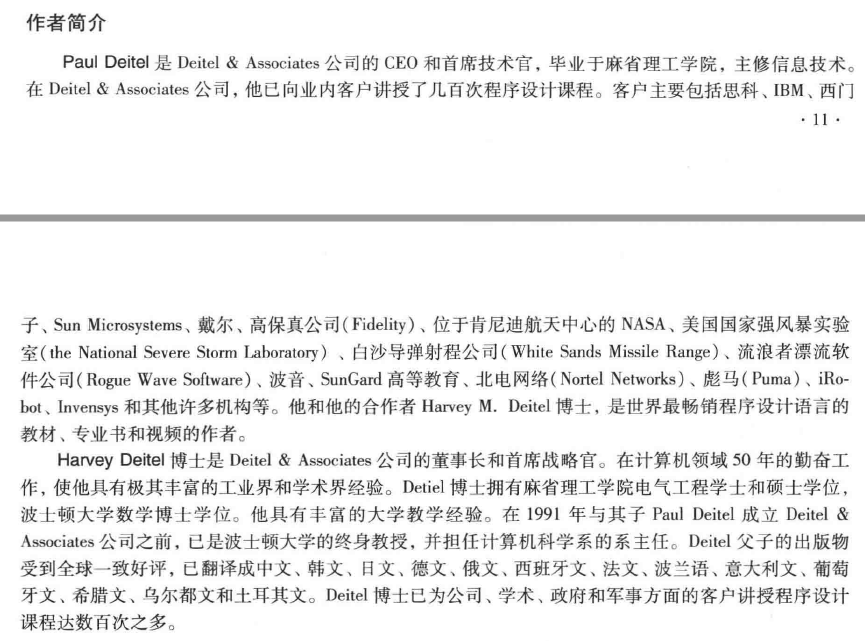 作者简介
Paul Deitel 是 Deitel & Associates 公司的 CEO 和首席技术官，毕业于麻省理工学院，主修信息技术。
在 Deitel & Associates 公司，他已向业内客户讲授了几百次程序设计课程。客户主要包括思科、IBM、西门
· 11 ·
子、Sun Microsystems、戴尔、高保真公司(Fidelity)、位于肯尼迪航天中心的 NASA、美国国家强风暴实验
室(the National Severe Storm Laboratory) 、白沙导弹射程公司(White Sands Missile Range)、流浪者漂流软
件公司(Rogue Wave Software)、波音、SunGard 高等教育、北电网络(Nortel Networks)、彪马(Puma)、iRo-
bot、Invensys 和其他许多机构等。他和他的合作者 Harvey M. Deitel 博士，是世界最畅销程序设计语言的
教材、专业书和视频的作者。
Harvey Deitel 博士是 Deitel & Associates 公司的董事长和首席战略官。在计算机领域 50 年的勤奋工
作，使他具有极其丰富的工业界和学术界经验。Detiel 博士拥有麻省理工学院电气工程学士和硕士学位，
波士顿大学数学博士学位。他具有丰富的大学教学经验。在 1991 年与其子 Paul Deitel 成立 Deitel &
Associates 公司之前，已是波士顿大学的终身教授，并担任计算机科学系的系主任。Deitel 父子的出版物
受到全球一致好评，已翻译成中文、韩文、日文、德文、俄文、西班牙文、法文、波兰语、意大利文、葡萄
牙文、希腊文、乌尔都文和土耳其文。Deitel 博士已为公司、学术、政府和军事方面的客户讲授程序设计
课程达数百次之多。